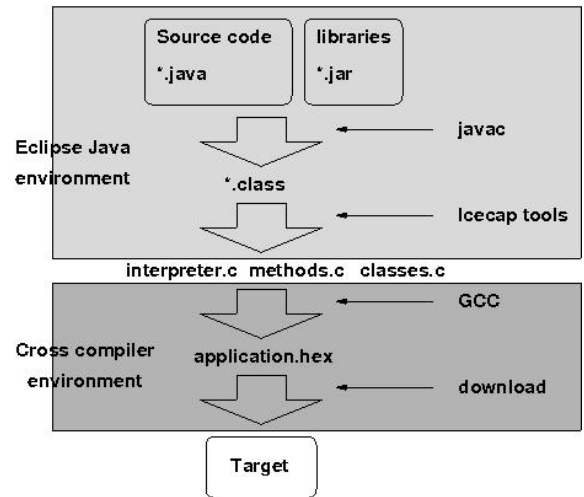 Source code
*.java
libraries
*.jar
javac
Eclipse Java
environment
*.class
Icecap tools
interpreter.c methods.c classes.c
GCC
Cross compiler
environment
application.hex
download
Target